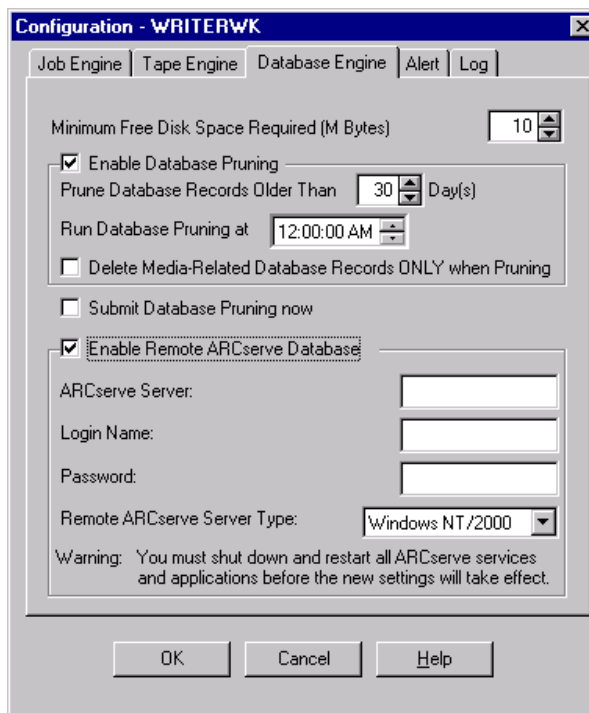 Configuration - WRITERWK
Job Engine Tape Engine Database Engine Alert Log
Minimum Free Disk Space Required (M Bytes) 10
Enable Database Pruning
Prune Database Records Older Than 30 Day(s)
Run Database Pruning at 12:00:00 AM
Delete Media-Related Database Records ONLY when Pruning
Submit Database Pruning now
Enable Remote ARCserve Database
ARCserve Server:
Login Name:
Password:
Remote ARCserve Server Type: Windows NT/2000
Warning: You must shut down and restart all ARCserve services
and applications before the new settings will take effect.
OK Cancel Help